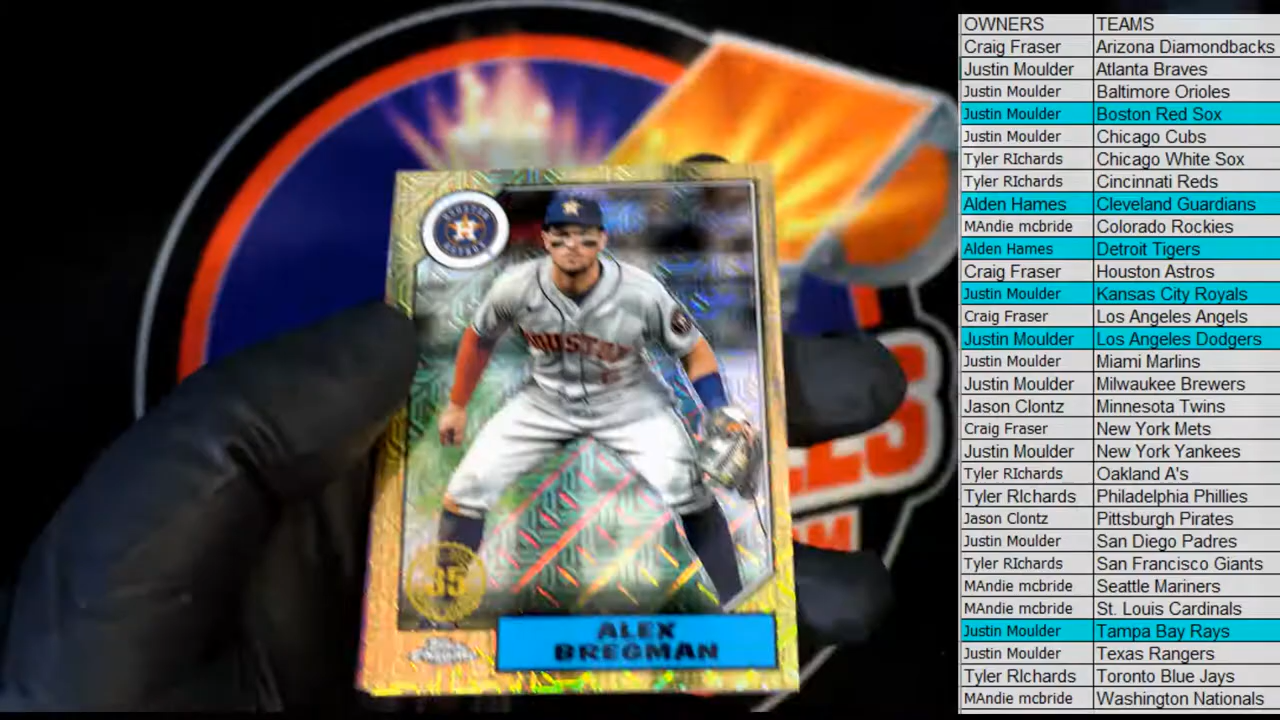 HOUSTON
HOUSTON
35
ALEX
BREGMAN
OWNERS TEAMS
Craig Fraser Arizona Diamondbacks
Justin Moulder Atlanta Braves
Justin Moulder Baltimore Orioles
Justin Moulder Boston Red Sox
Justin Moulder Chicago Cubs
Tyler RIchards Chicago White Sox
Tyler RIchards Cincinnati Reds
Alden Hames Cleveland Guardians
MAndie mcbride Colorado Rockies
Alden Hames Detroit Tigers
Craig Fraser Houston Astros
Justin Moulder Kansas City Royals
Craig Fraser Los Angeles Angels
Justin Moulder Los Angeles Dodgers
Justin Moulder Miami Marlins
Justin Moulder Milwaukee Brewers
Jason Clontz Minnesota Twins
Craig Fraser New York Mets
Justin Moulder New York Yankees
Tyler RIchards Oakland A's
Tyler RIchards Philadelphia Phillies
Jason Clontz Pittsburgh Pirates
Justin Moulder San Diego Padres
Tyler RIchards San Francisco Giants
MAndie mcbride Seattle Mariners
MAndie mcbride St. Louis Cardinals
Justin Moulder Tampa Bay Rays
Justin Moulder Texas Rangers
Tyler RIchards Toronto Blue Jays
MAndie mcbride Washington Nationals